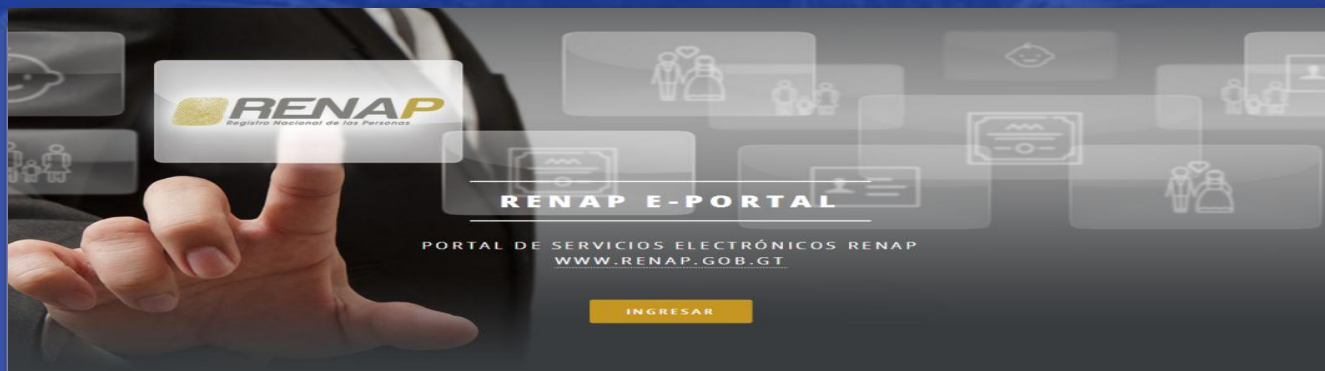 RENAP
Registro Nacional de las Personas
RENAP E-PORTAL
PORTAL DE SERVICIOS ELECTRÓNICOS RENAP
WWW.RENAP.GOB.GT
INGRESAR